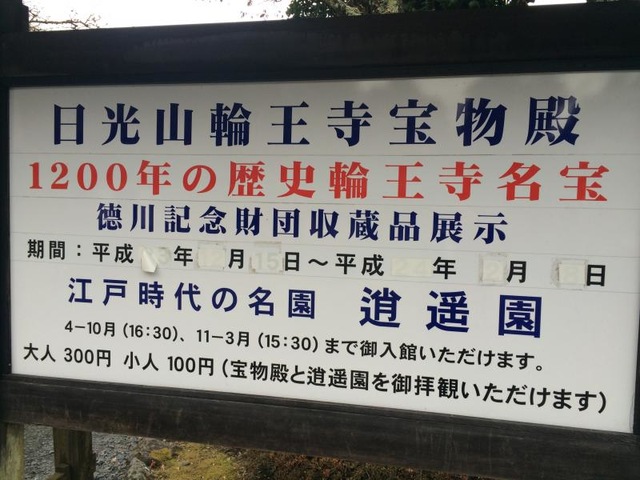 日光山輪王寺宝物殿
1200年の歴史輪王寺名宝
徳川記念財団収蔵品展示
期間：平成 年 月15日～平成 年 月 日
江戸時代の名園 逍遥園
4－10月（16:30）、11－3月（15:30）まで御入館いただけます。
大人 300円 小人 100円（宝物殿と逍遥園を御拝観いただけます）